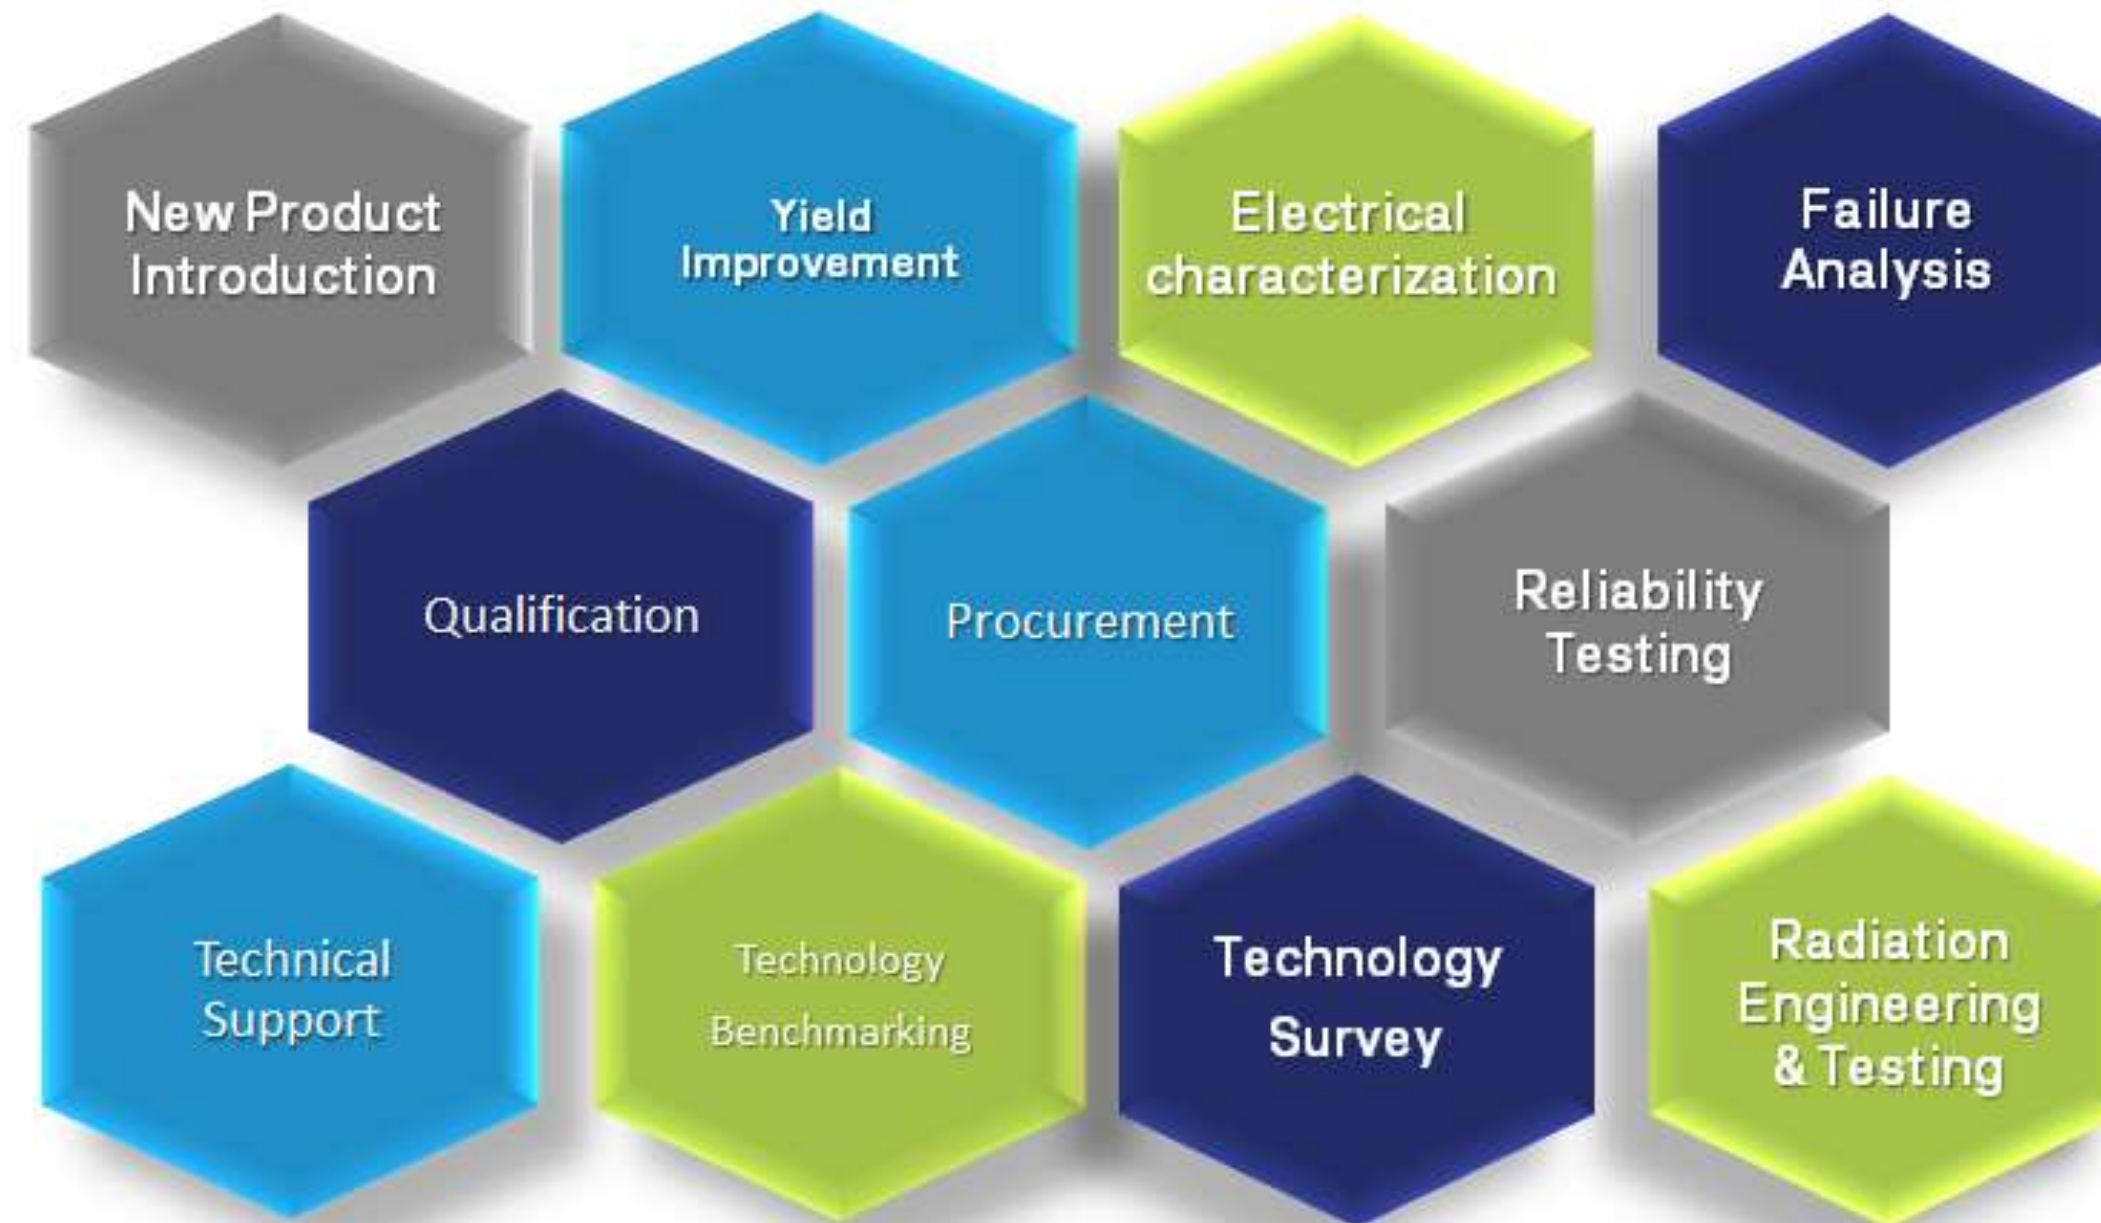 New Product
Introduction
Yield
Improvement
Electrical
characterization
Failure
Analysis
Qualification
Procurement
Reliability
Testing
Technical
Support
Technology
Benchmarking
Technology
Survey
Radiation
Engineering
& Testing